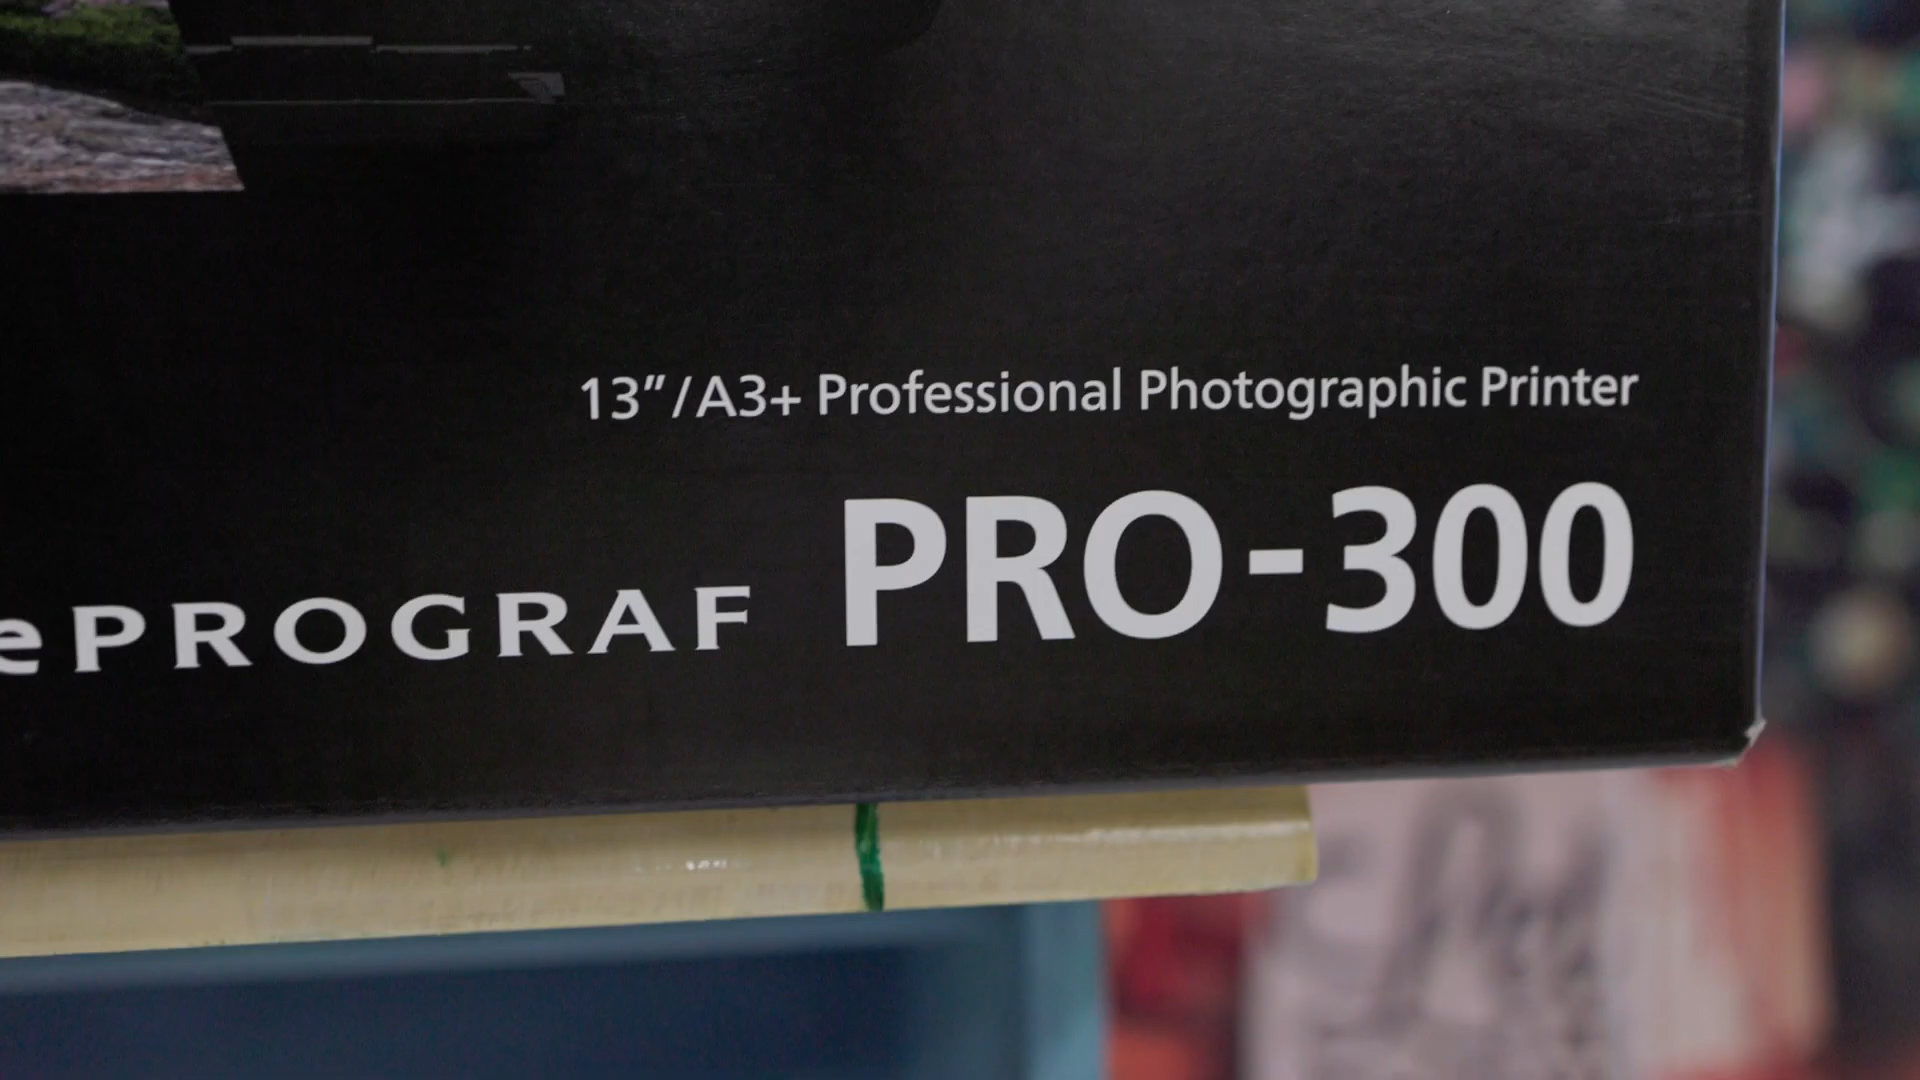 13”/A3+ Professional Photographic Printer
ePROGRAF PRO-300